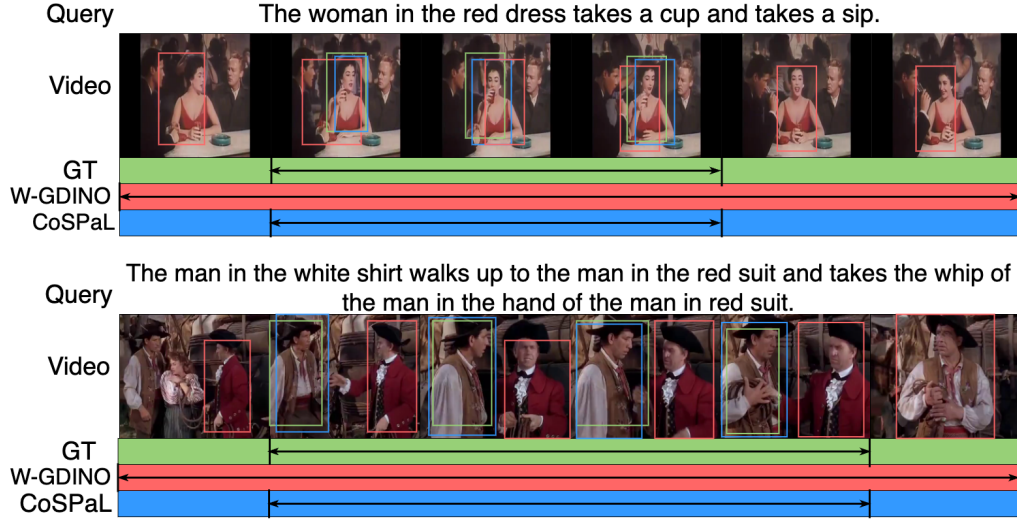 Query
The woman in the red dress takes a cup and takes a sip.
Video
GT
W-GDINO
CoSPaL
The man in the white shirt walks up to the man in the red suit and takes the whip of
Query
the man in the hand of the man in red suit.
Video
GT
W-GDINO
CoSPaL